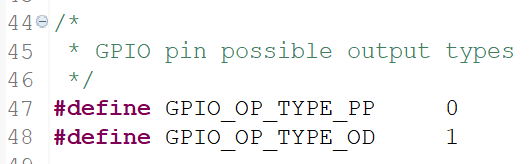 44 /*
45  * GPIO pin possible output types
46  */
47 #define GPIO_OP_TYPE_PP     0
48 #define GPIO_OP_TYPE_OD     1